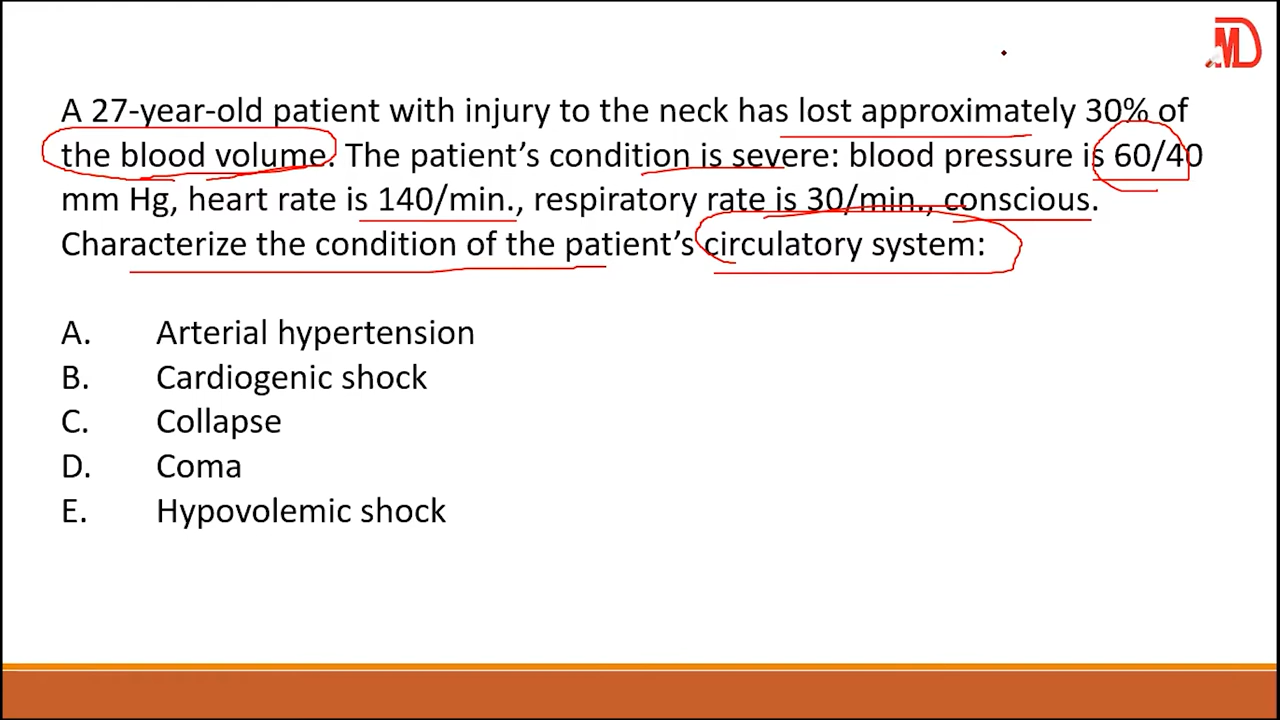 MD
A 27-year-old patient with injury to the neck has lost approximately 30% of
the blood volume. The patient's condition is severe: blood pressure is 60/40
mm Hg, heart rate is 140/min., respiratory rate is 30/min., conscious.
Characterize the condition of the patient's circulatory system:
A. Arterial hypertension
B. Cardiogenic shock
C. Collapse
D. Coma
E. Hypovolemic shock